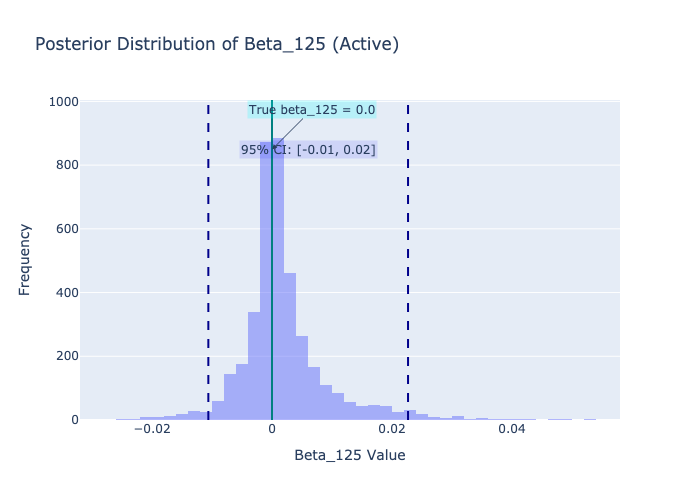 Posterior Distribution of Beta_125 (Active)
1000
800
600
400
200
0
Frequency
True beta_125 = 0.0
95% CI: [-0.01, 0.02]
−0.02
0
0.02
0.04
Beta_125 Value